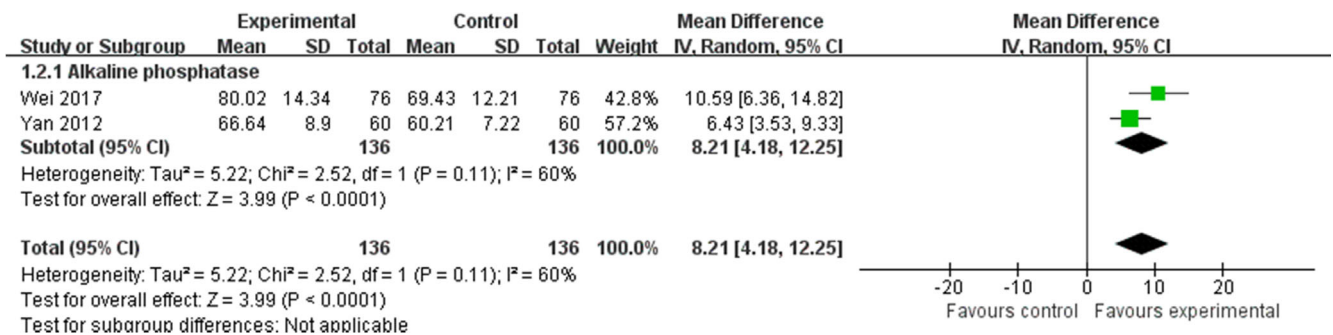 Experimental Control Mean Difference Mean Difference
Study or Subgroup Mean SD Total Mean SD Total Weight IV, Random, 95% CI IV, Random, 95% CI
1.2.1 Alkaline phosphatase
Wei 2017 80.02 14.34 76 69.43 12.21 76 42.8% 10.59 [6.36, 14.82]
Yan 2012 66.64 8.9 60 60.21 7.22 60 57.2% 6.43 [3.53, 9.33]
Subtotal (95% CI) 136 136 100.0% 8.21 [4.18, 12.25]
Heterogeneity: Tau² = 5.22; Chi² = 2.52, df = 1 (P = 0.11); I² = 60%
Test for overall effect: Z = 3.99 (P < 0.0001)
Total (95% CI) 136 136 100.0% 8.21 [4.18, 12.25]
Heterogeneity: Tau² = 5.22; Chi² = 2.52, df = 1 (P = 0.11); I² = 60%
Test for overall effect: Z = 3.99 (P < 0.0001)
Test for subgroup differences: Not applicable
-20 -10 0 10 20
Favours control Favours experimental